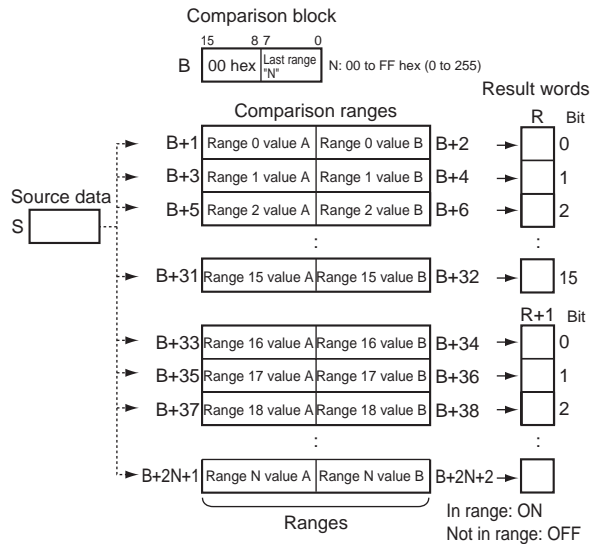 Comparison block
15 8 7 0
B 00 hex Last range "N" N: 00 to FF hex (0 to 255)
Result words
Comparison ranges R Bit
B+1 Range 0 value A Range 0 value B B+2 0
B+3 Range 1 value A Range 1 value B B+4 1
Source data
S
B+5 Range 2 value A Range 2 value B B+6 2
: :
B+31 Range 15 value A Range 15 value B B+32 15
R+1 Bit
B+33 Range 16 value A Range 16 value B B+34 0
B+35 Range 17 value A Range 17 value B B+36 1
B+37 Range 18 value A Range 18 value B B+38 2
: :
B+2N+1 Range N value A Range N value B B+2N+2
Ranges
In range: ON
Not in range: OFF